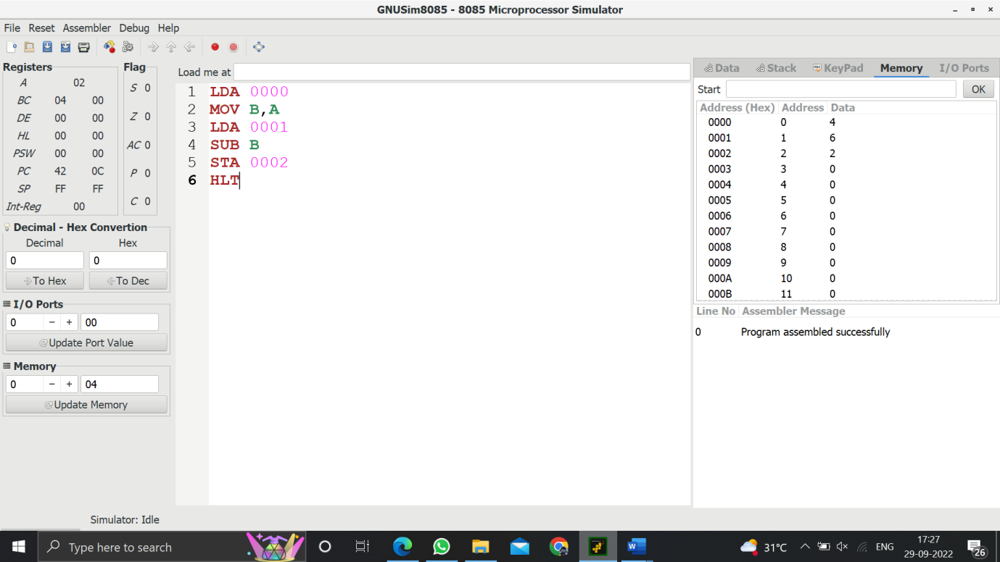 GNUSim8085 - 8085 Microprocessor Simulator
File Reset Assembler Debug Help
Registers
A 02
BC 04 00
DE 00 00
HL 00 00
PSW 00 00
PC 42 0C
SP FF FF
Int-Reg 00
Flag
S 0
Z 0
AC 0
P 0
C 0
Decimal - Hex Convertion
Decimal Hex
0 0
To Hex To Dec
I/O Ports
0 - + 00
Update Port Value
Memory
0 - + 04
Update Memory
Simulator: Idle
Load me at
1 LDA 0000
2 MOV B,A
3 LDA 0001
4 SUB B
5 STA 0002
6 HLT
Data Stack KeyPad Memory I/O Ports
Start OK
Address (Hex) Address Data
0000 0 4
0001 1 6
0002 2 2
0003 3 0
0004 4 0
0005 5 0
0006 6 0
0007 7 0
0008 8 0
0009 9 0
000A 10 0
000B 11 0
Line No Assembler Message
0 Program assembled successfully
Type here to search
31°C
ENG
17:27
29-09-2022
26